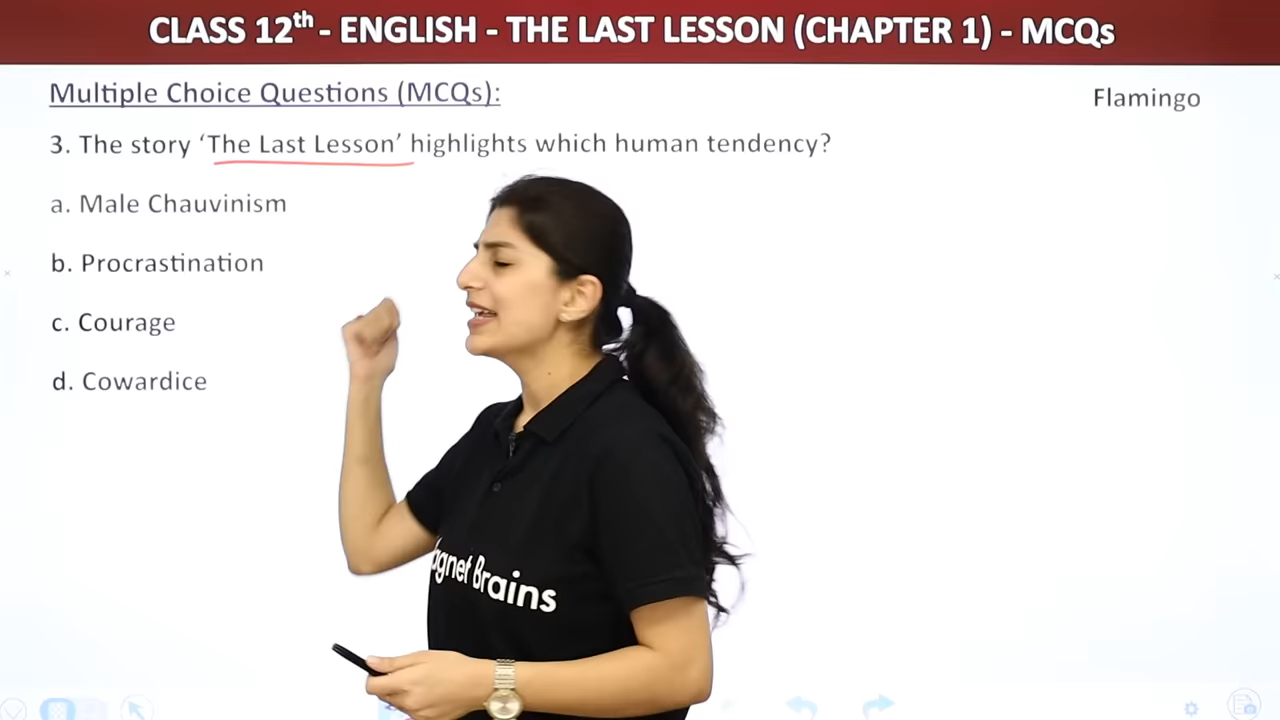 CLASS 12th - ENGLISH - THE LAST LESSON (CHAPTER 1) - MCQs
Multiple Choice Questions (MCQs):
Flamingo
3. The story ‘The Last Lesson’ highlights which human tendency?
a. Male Chauvinism
b. Procrastination
c. Courage
d. Cowardice
agnet Brains